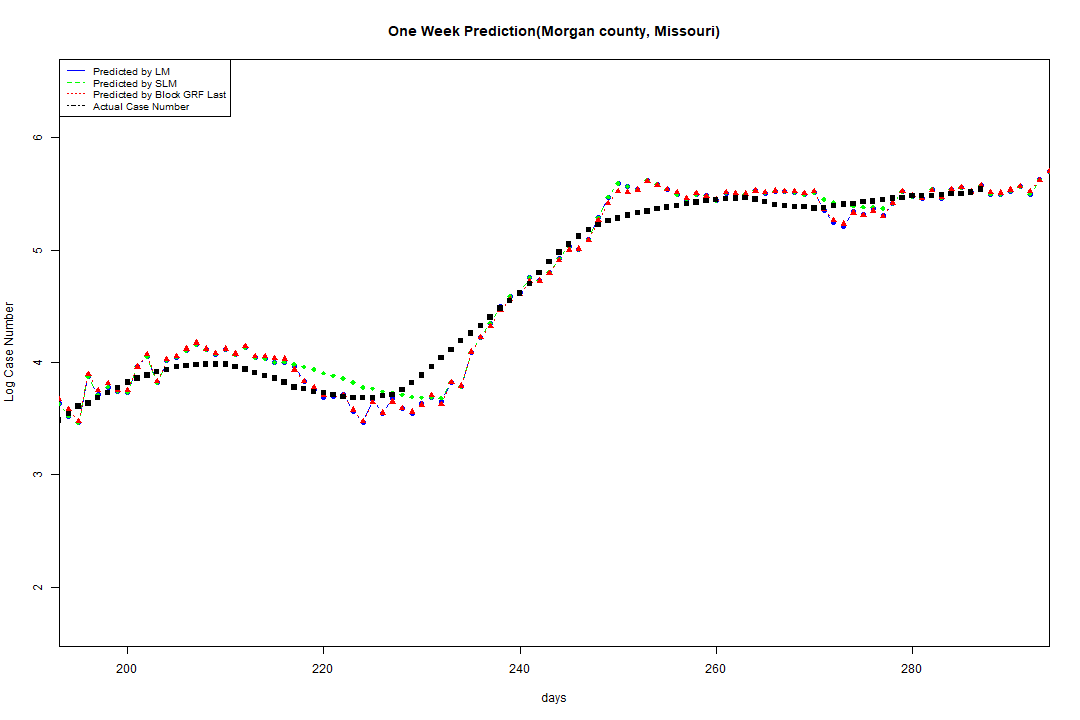 One Week Prediction(Morgan county, Missouri)
Predicted by LM
Predicted by SLM
Predicted by Block GRF Last
Actual Case Number
6
5
4
3
2
Log Case Number
200 220 240 260 280
days